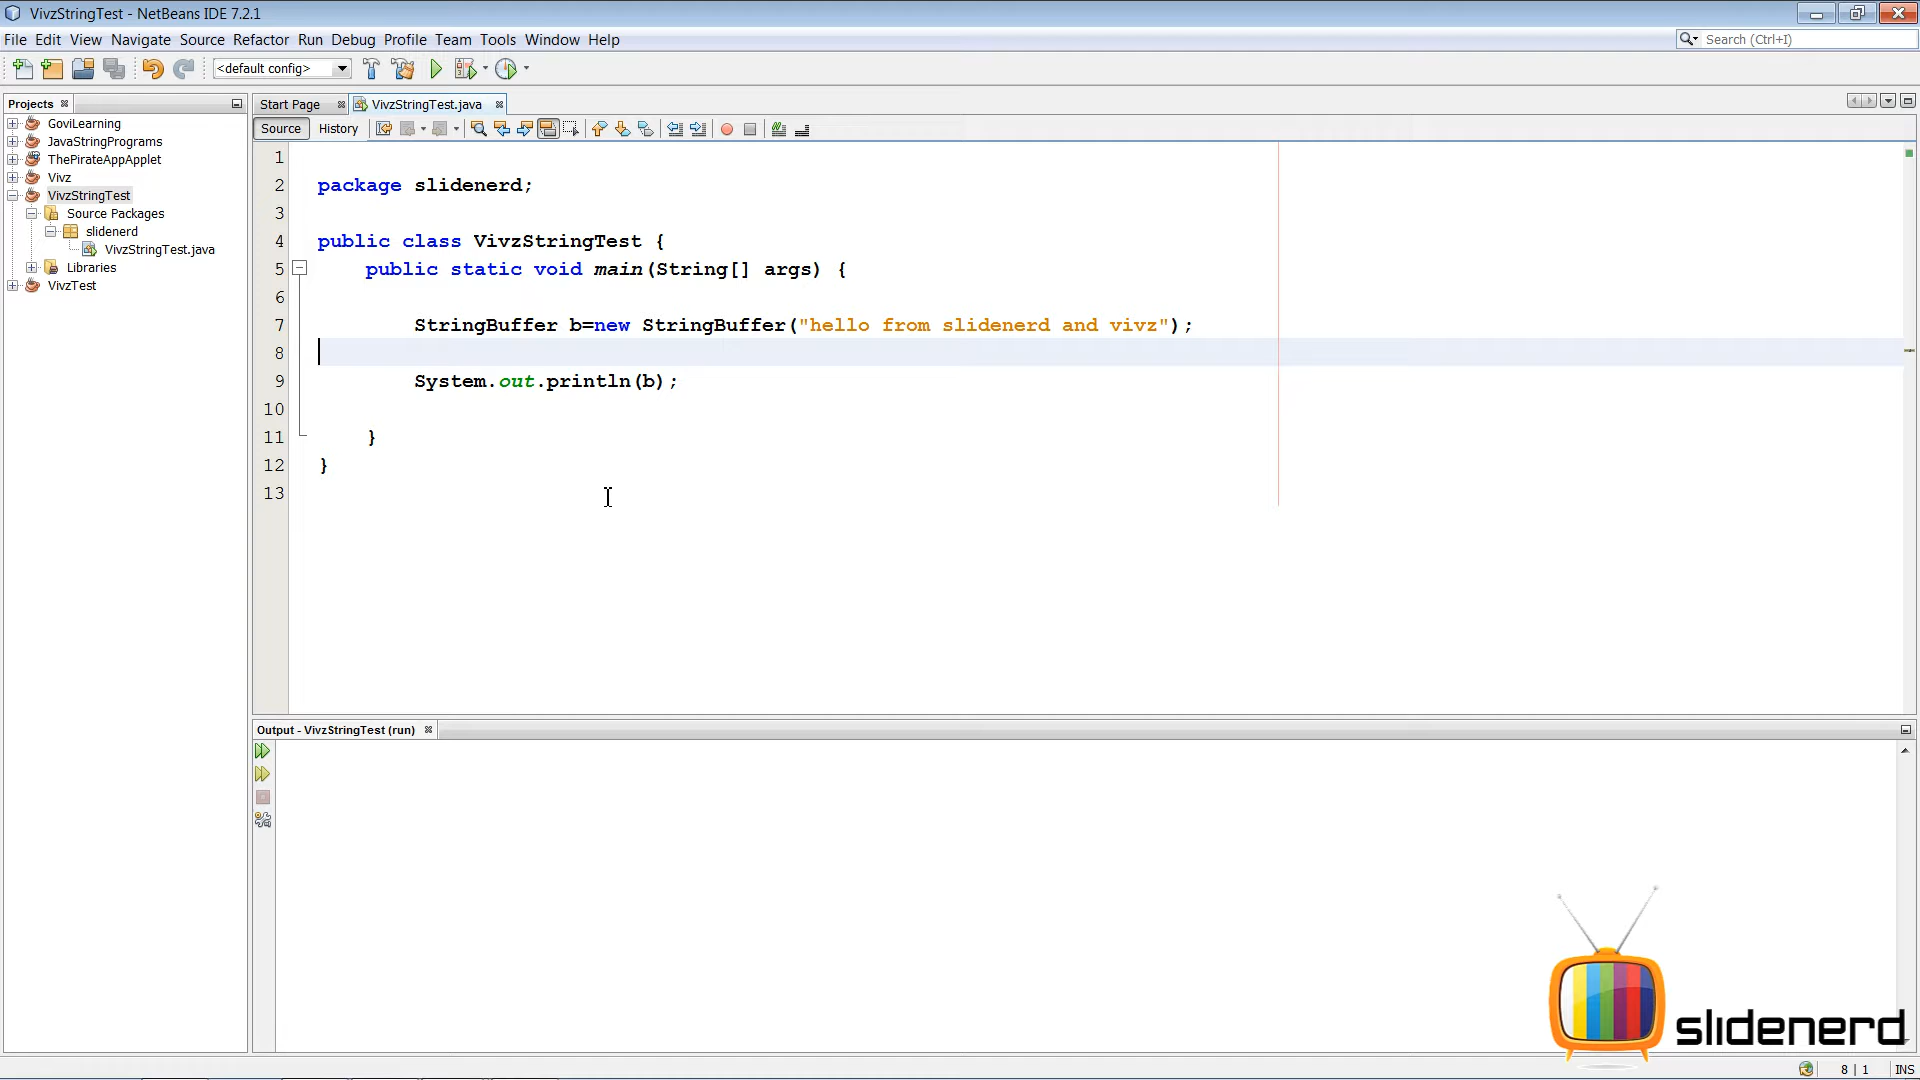 VivzStringTest - NetBeans IDE 7.2.1
File Edit View Navigate Source Refactor Run Debug Profile Team Tools Window Help
Search (Ctrl+I)
<default config>
Projects
Start Page
VivzStringTest.java
Source History
GoviLearning
JavaStringPrograms
ThePirateAppApplet
Vivz
VivzStringTest
Source Packages
slidenerd
VivzStringTest.java
Libraries
VivzTest
1
2 package slidenerd;
3
4 public class VivzStringTest {
5 public static void main(String[] args) {
6
7 StringBuffer b=new StringBuffer("hello from slidenerd and vivz");
8
9 System.out.println(b);
10
11 }
12 }
13
Output - VivzStringTest (run)
slidenerd
8 | 1 INS